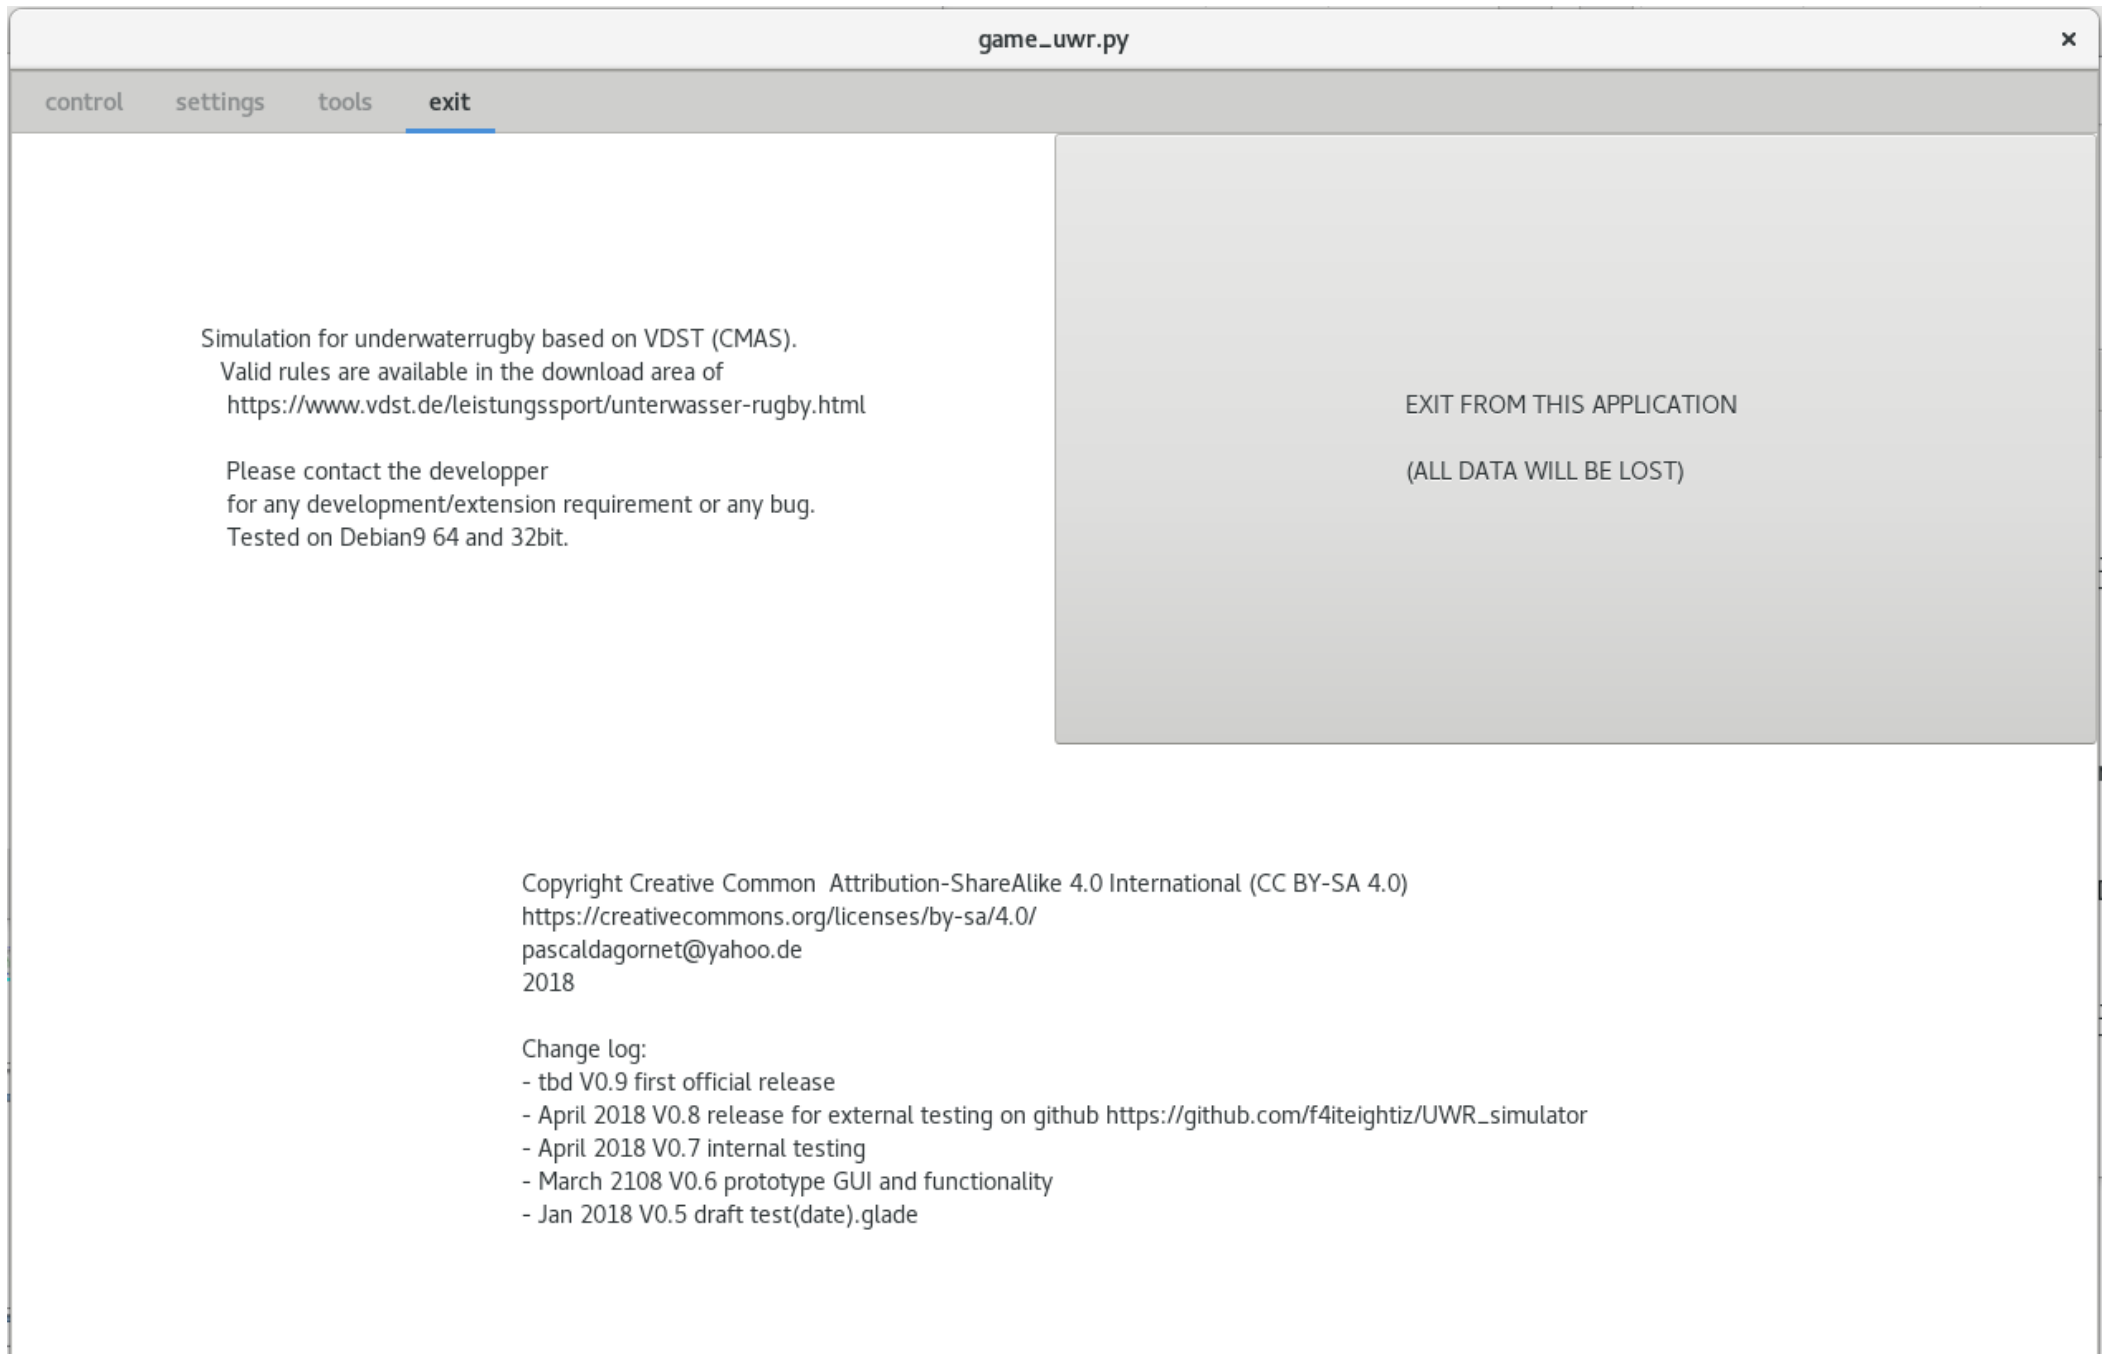 game_uwr.py
control settings tools exit
Simulation for underwaterrugby based on VDST (CMAS).
Valid rules are available in the download area of
https://www.vdst.de/leistungssport/unterwasser-rugby.html
Please contact the developper
for any development/extension requirement or any bug.
Tested on Debian9 64 and 32bit.
EXIT FROM THIS APPLICATION
(ALL DATA WILL BE LOST)
Copyright Creative Common  Attribution-ShareAlike 4.0 International (CC BY-SA 4.0)
https://creativecommons.org/licenses/by-sa/4.0/
pascaldagornet@yahoo.de
2018
Change log:
- tbd V0.9 first official release
- April 2018 V0.8 release for external testing on github https://github.com/f4iteightiz/UWR_simulator
- April 2018 V0.7 internal testing
- March 2108 V0.6 prototype GUI and functionality
- Jan 2018 V0.5 draft test(date).glade